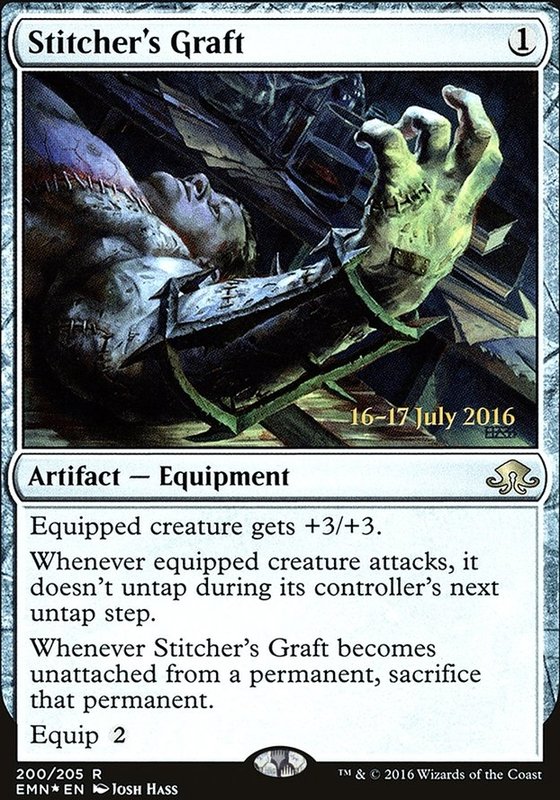 Stitcher's Graft 1
16–17 July 2016
Artifact — Equipment
Equipped creature gets +3/+3.
Whenever equipped creature attacks, it
doesn't untap during its controller's next
untap step.
Whenever Stitcher's Graft becomes
unattached from a permanent, sacrifice
that permanent.
Equip 2
200/205 R
EMN★EN Josh Hass
™ & © 2016 Wizards of the Coast